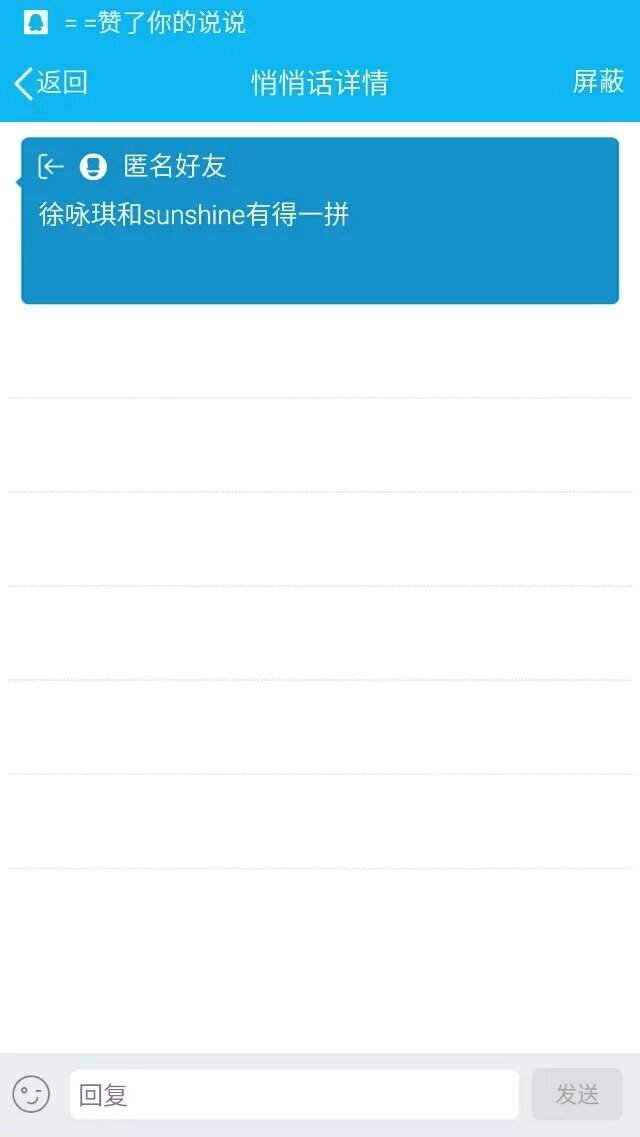 = =赞了你的说说
返回
悄悄话详情
屏蔽
匿名好友
徐咏琪和sunshine有得一拼
回复
发送